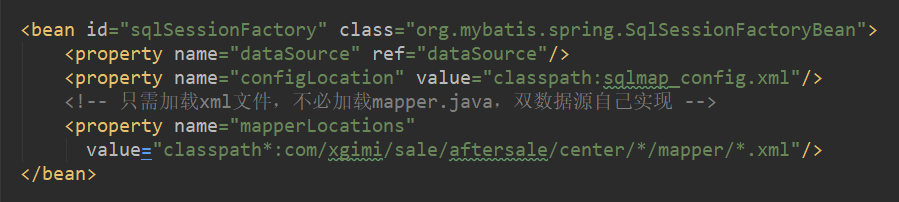 <bean id="sqlSessionFactory" class="org.mybatis.spring.SqlSessionFactoryBean">
<property name="dataSource" ref="dataSource"/>
<property name="configLocation" value="classpath:sqlmap_config.xml"/>
<!-- 只需加载xml文件，不必加载mapper.java，双数据源自己实现 -->
<property name="mapperLocations"
value="classpath*:com/xgimi/sale/aftersale/center/*/mapper/*.xml"/>
</bean>